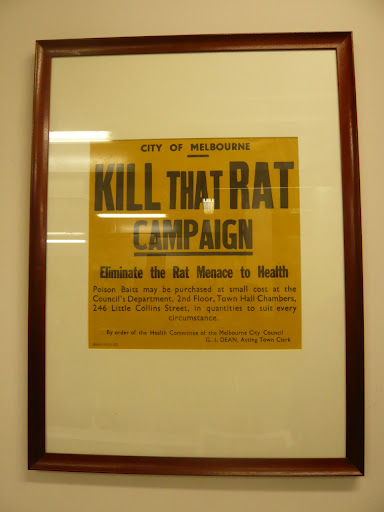 CITY OF MELBOURNE
KILL THAT RAT
CAMPAIGN
Eliminate the Rat Menace to Health
Poison Baits may be purchased at small cost at the
Council's Department, 2nd Floor, Town Hall Chambers,
246 Little Collins Street, in quantities to suit every
circumstance.
By order of the Health Committee of the Melbourne City Council
G. J. DEAN, Acting Town Clerk